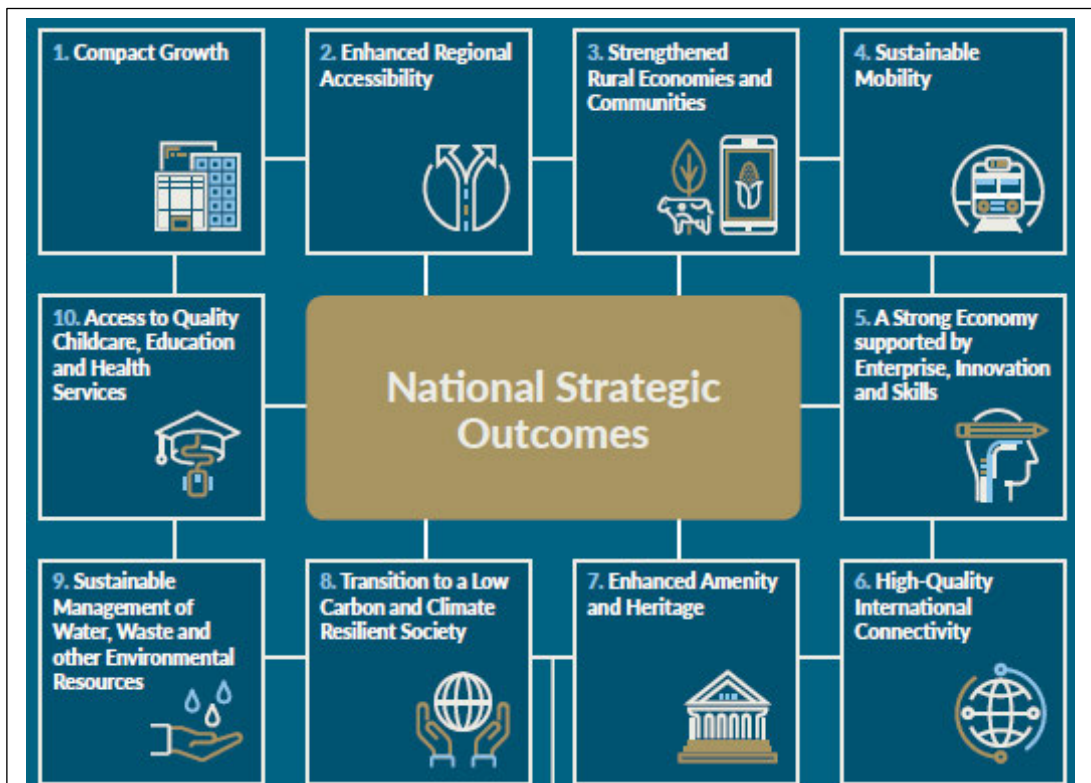 1. Compact Growth
2. Enhanced Regional
Accessibility
3. Strengthened
Rural Economies and
Communities
4. Sustainable
Mobility
10. Access to Quality
Childcare, Education
and Health
Services
National Strategic
Outcomes
5. A Strong Economy
supported by
Enterprise, Innovation
and Skills
9. Sustainable
Management of
Water, Waste and
other Environmental
Resources
8. Transition to a Low
Carbon and Climate
Resilient Society
7. Enhanced Amenity
and Heritage
6. High-Quality
International
Connectivity